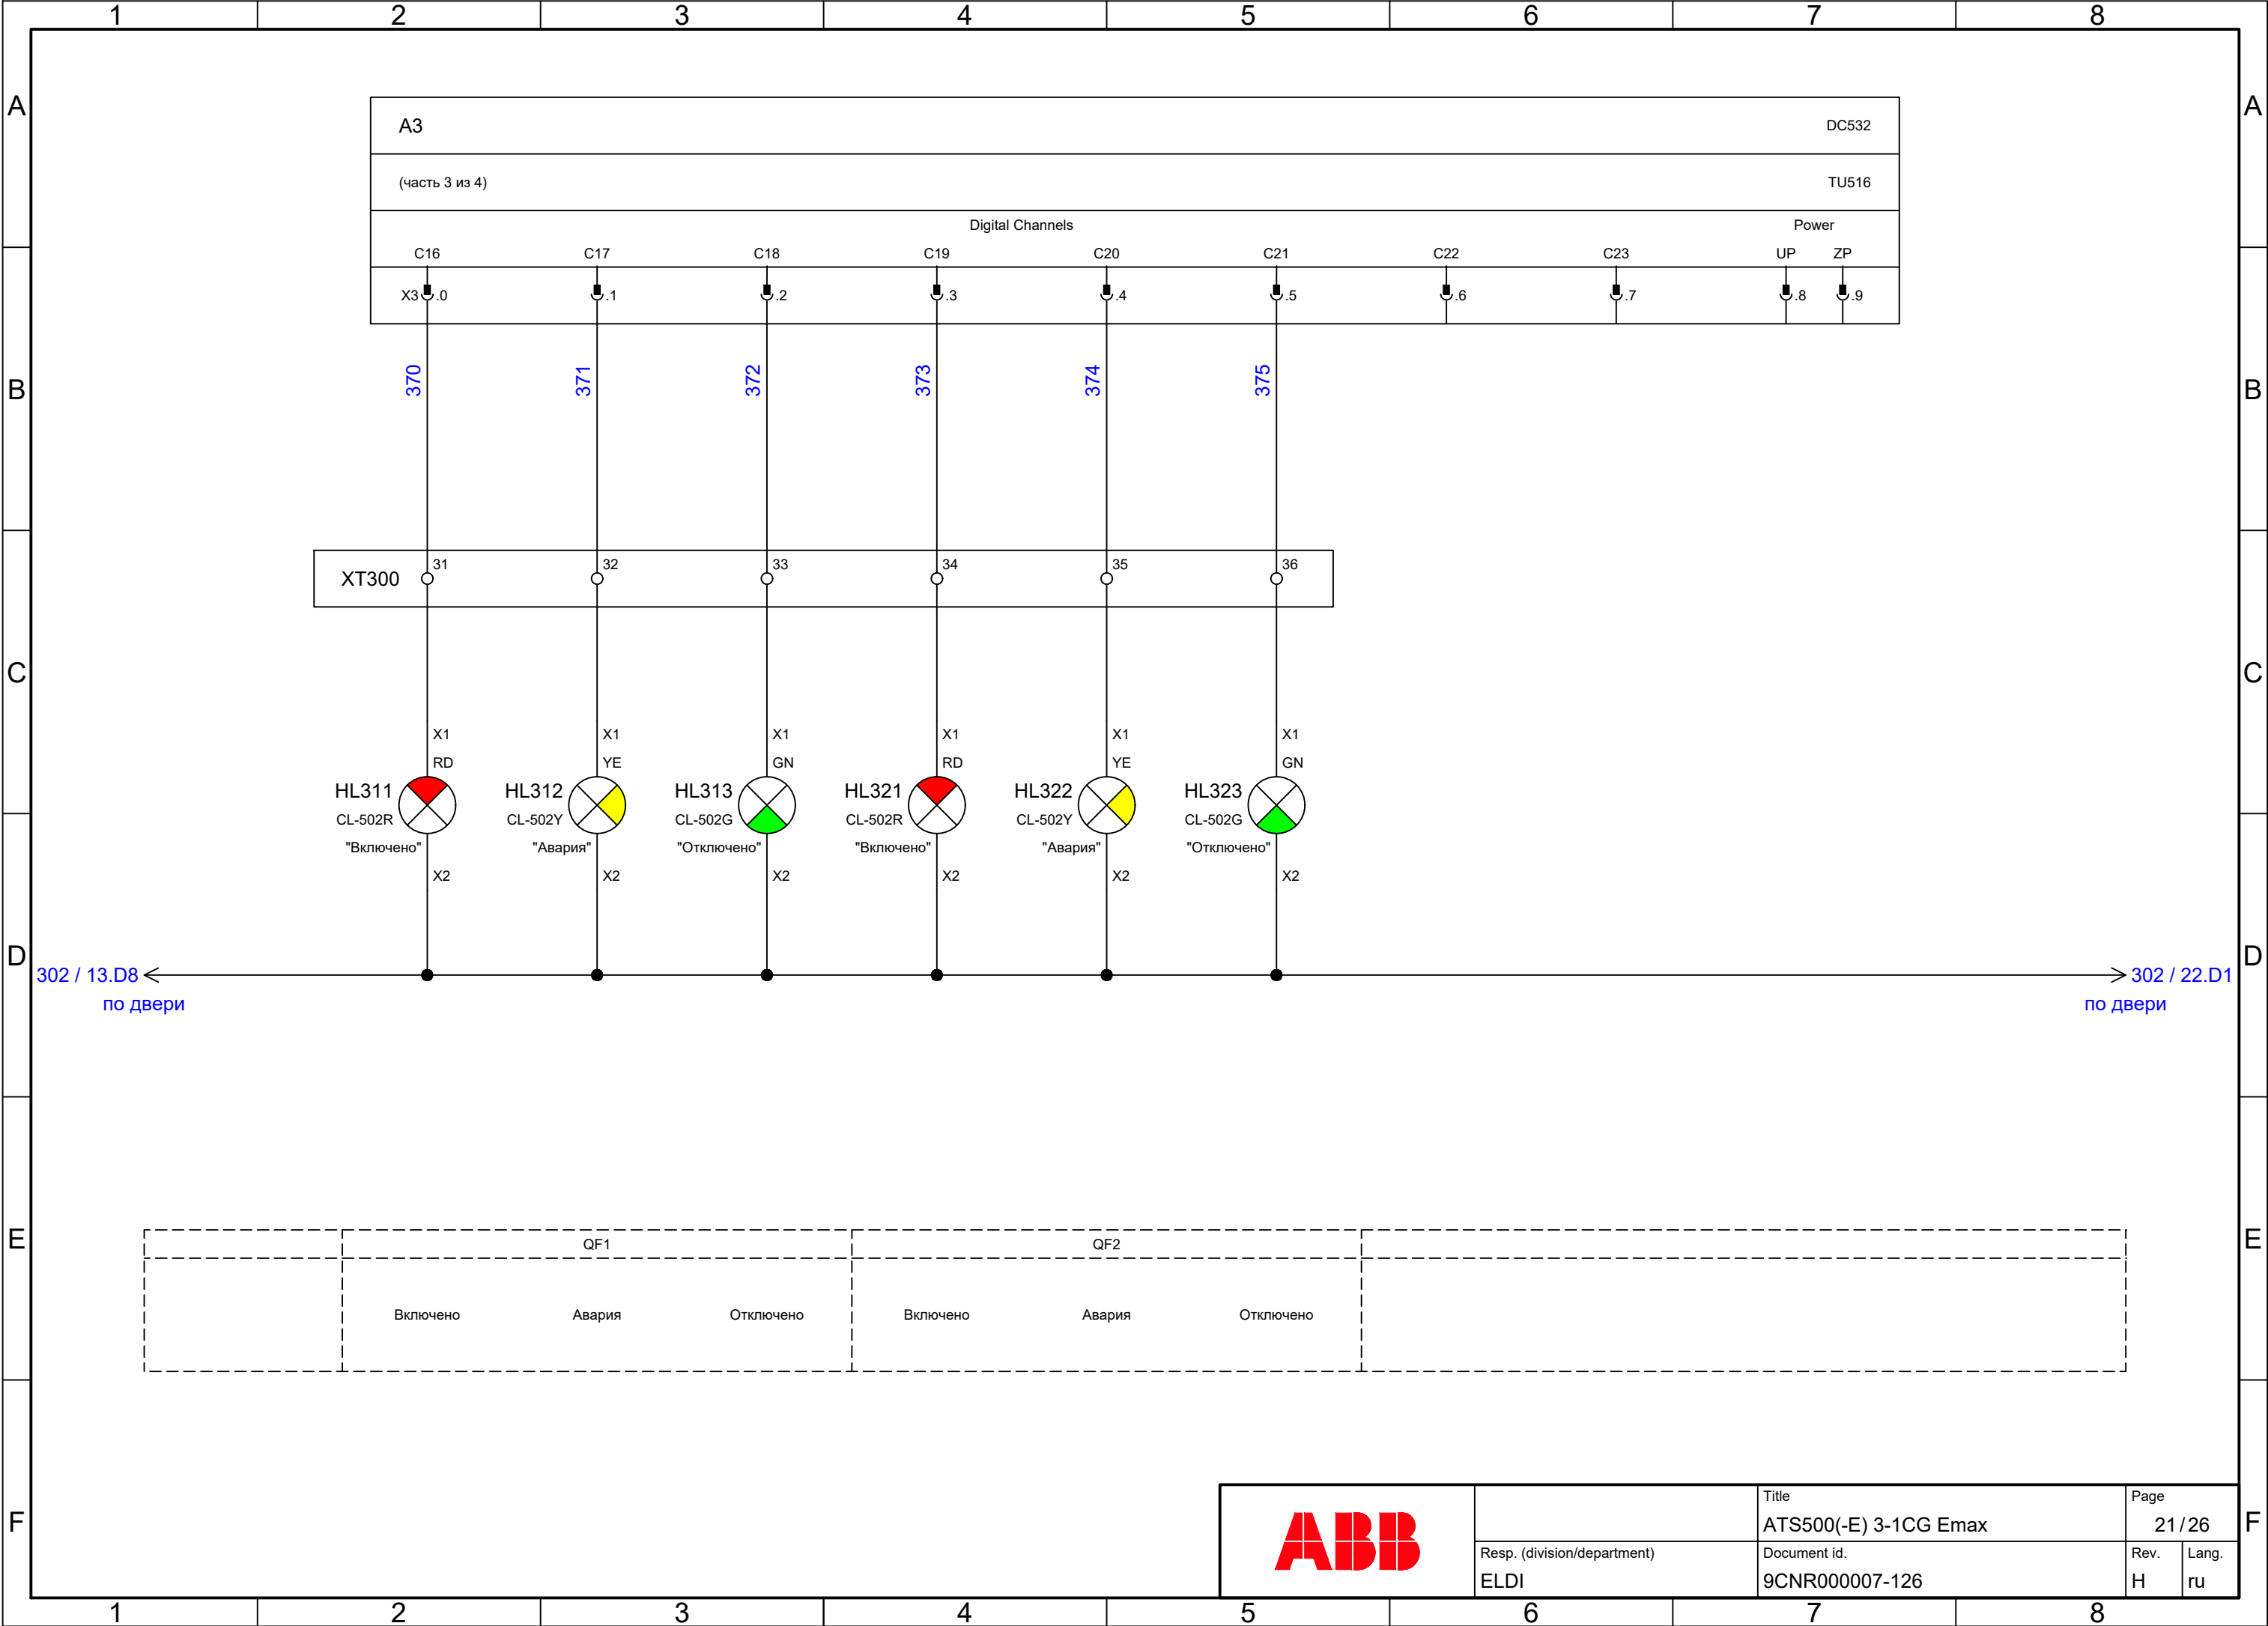 1 2 3 4 5 6 7 8
A A
A3 DC532
(часть 3 из 4) TU516
Digital Channels Power
C16 C17 C18 C19 C20 C21 C22 C23 UP ZP
X3 .0 .1 .2 .3 .4 .5 .6 .7 .8 .9
370 371 372 373 374 375
B B
XT300 31 32 33 34 35 36
C C
X1 X1 X1 X1 X1 X1
RD YE GN RD YE GN
HL311 HL312 HL313 HL321 HL322 HL323
CL-502R CL-502Y CL-502G CL-502R CL-502Y CL-502G
"Включено" "Авария" "Отключено" "Включено" "Авария" "Отключено"
X2 X2 X2 X2 X2 X2
D D
302 / 13.D8 302 / 22.D1
по двери по двери
E E
QF1 QF2
Включено Авария Отключено Включено Авария Отключено
F F
ABB
Title
ATS500(-E) 3-1CG Emax
Page
21 / 26
Resp. (division/department)
ELDI
Document id.
9CNR000007-126
Rev.
H
Lang.
ru
1 2 3 4 5 6 7 8